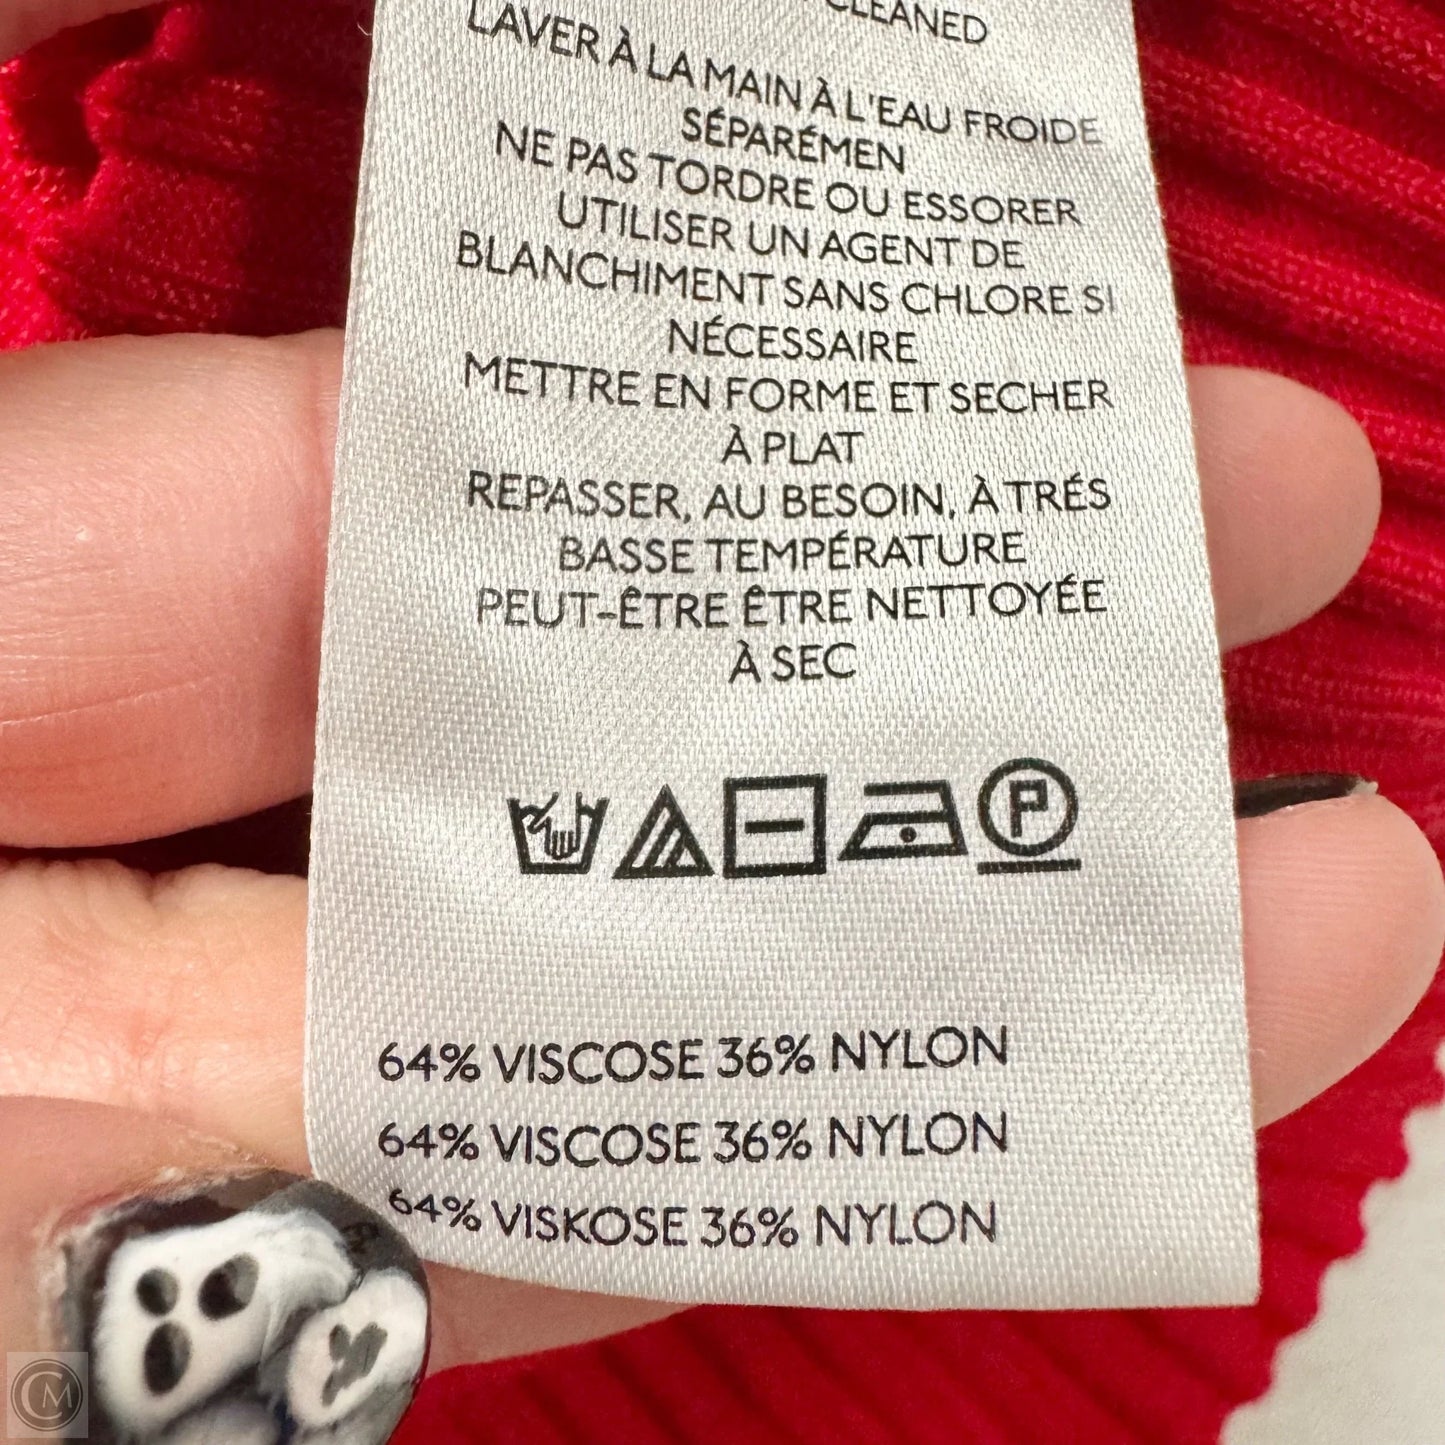 CLEANED
LAVER À LA MAIN À L'EAU FROIDE
SÉPARÉMEN
NE PAS TORDRE OU ESSORER
UTILISER UN AGENT DE
BLANCHIMENT SANS CHLORE SI
NÉCESSAIRE
METTRE EN FORME ET SECHER
À PLAT
REPASSER, AU BESOIN, À TRÉS
BASSE TEMPÉRATURE
PEUT-ÊTRE ÊTRE NETTOYÉE
À SEC
P
64% VISCOSE 36% NYLON
64% VISCOSE 36% NYLON
64% VISKOSE 36% NYLON
CM